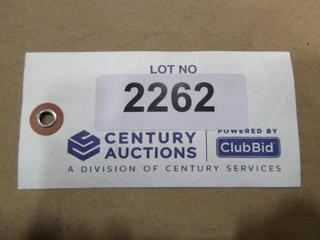 LOT NO
2262
CENTURY
AUCTIONS
POWERED BY
ClubBid
A DIVISION OF CENTURY SERVICES